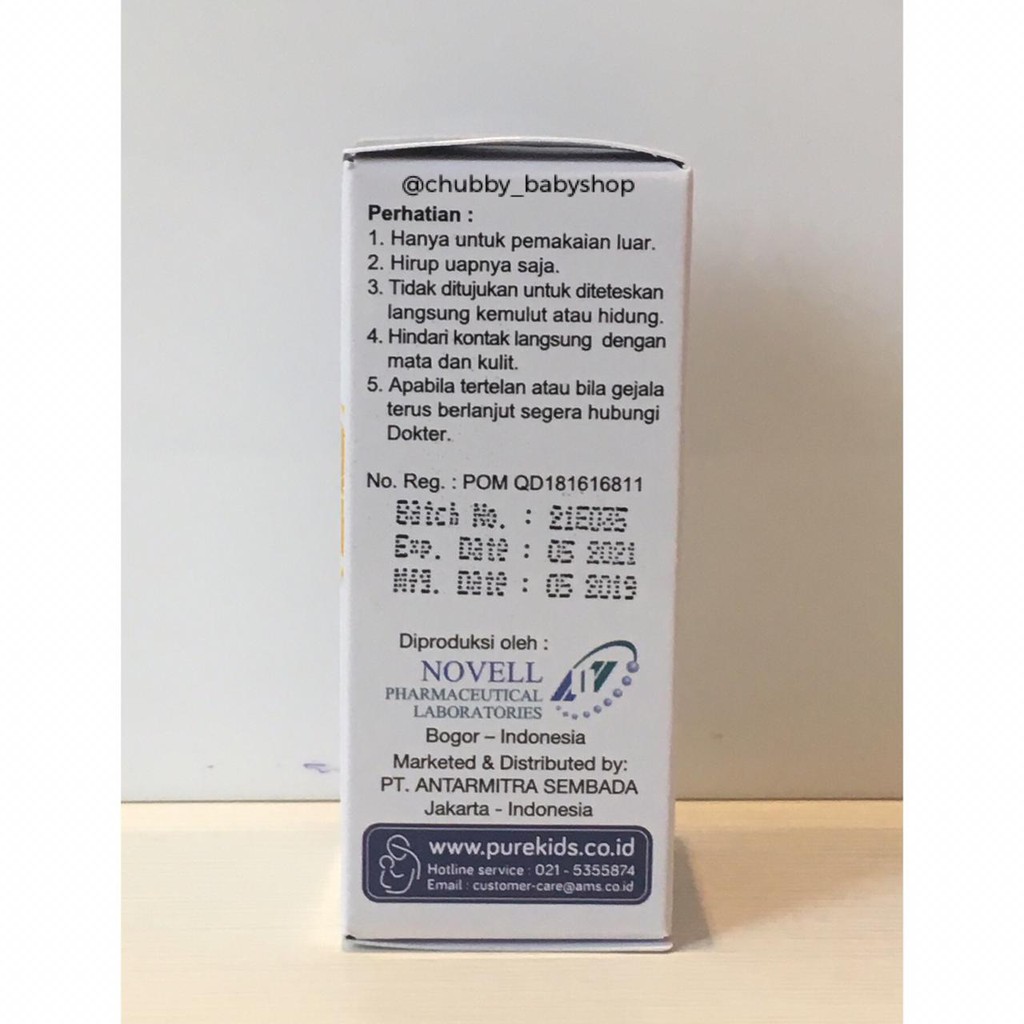 @chubby_babyshop
Perhatian :
1. Hanya untuk pemakaian luar.
2. Hirup uapnya saja.
3. Tidak ditujukan untuk diteteskan
langsung kemulut atau hidung.
4. Hindari kontak langsung dengan
mata dan kulit.
5. Apabila tertelan atau bila gejala
terus berlanjut segera hubungi
Dokter.
No. Reg. : POM QD181616811
Batch No. : 21E035
Exp. Date : 05 2021
Mfg. Date : 05 2019
Diproduksi oleh :
NOVELL
PHARMACEUTICAL
LABORATORIES
Bogor – Indonesia
Marketed & Distributed by:
PT. ANTARMITRA SEMBADA
Jakarta - Indonesia
www.purekids.co.id
Hotline service : 021 - 5355874
Email : customer-care@ams.co.id